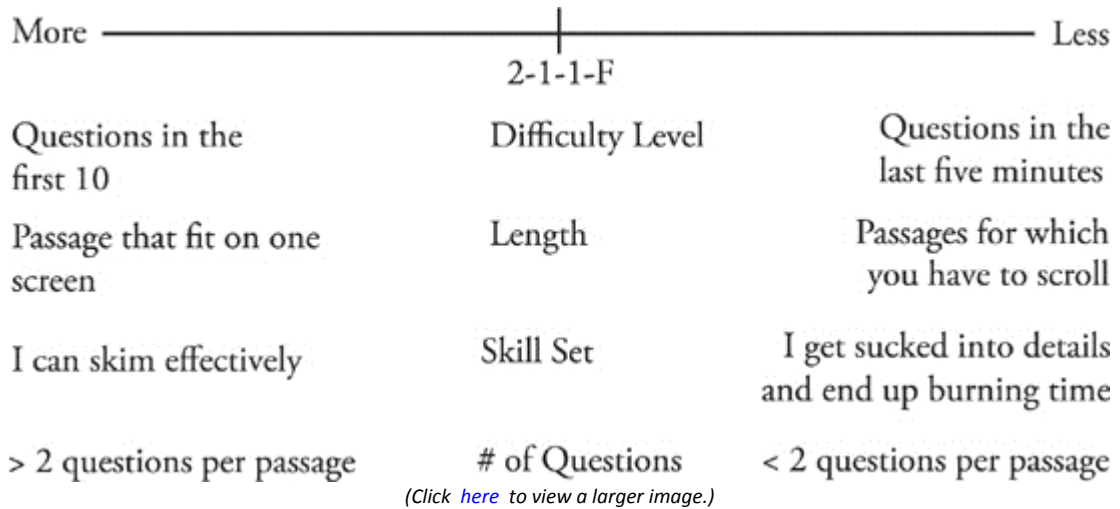 More Less
2-1-1-F
Questions in the Difficulty Level Questions in the
first 10 last five minutes
Passage that fit on one Length Passages for which
screen you have to scroll
I can skim effectively Skill Set I get sucked into details
and end up burning time
> 2 questions per passage # of Questions < 2 questions per passage
(Click here to view a larger image.)